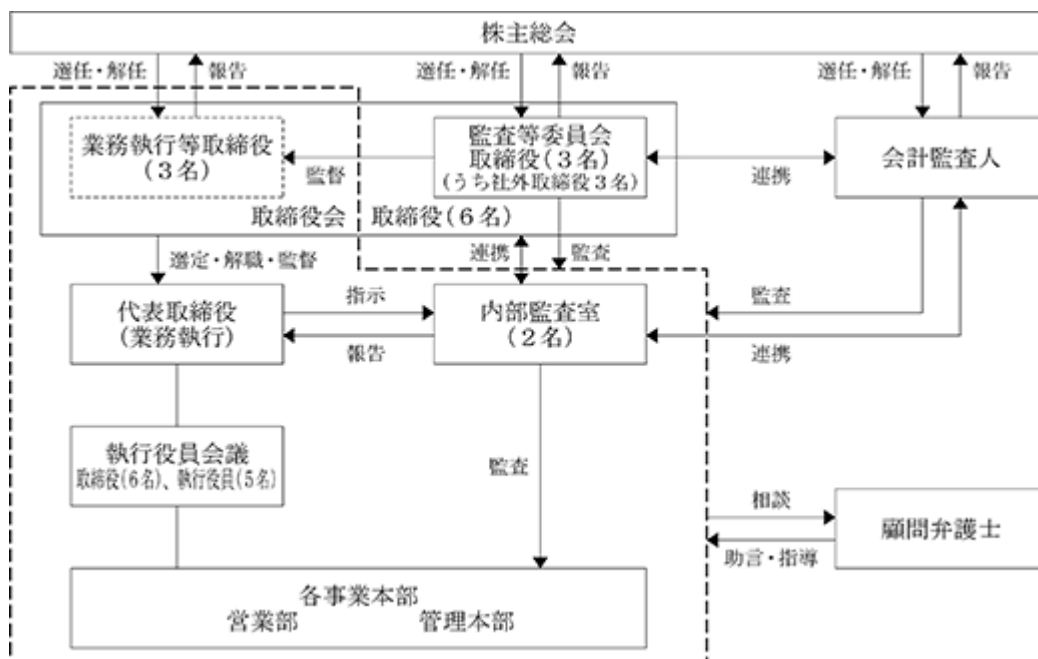 株主総会
選任・解任
報告
選任・解任
報告
選任・解任
報告
業務執行等取締役
(3名)
監督
監査等委員会
取締役(3名)
(うち社外取締役3名)
連携
会計監査人
取締役会
取締役(6名)
選定・解職・監督
連携
監査
代表取締役
(業務執行)
指示
報告
内部監査室
(2名)
監査
連携
執行役員会議
取締役(6名)、執行役員(5名)
監査
相談
助言・指導
顧問弁護士
各事業本部
営業部
管理本部